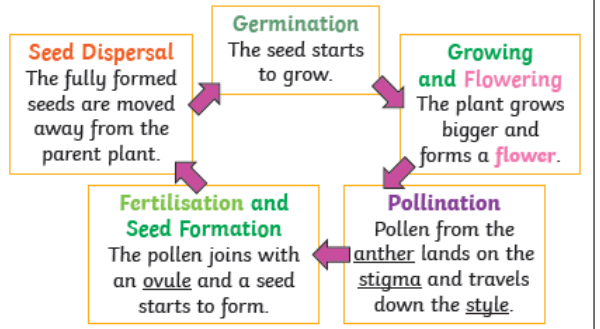 Germination
The seed starts
to grow.
Growing
and Flowering
The plant grows
bigger and
forms a flower.
Pollination
Pollen from the
anther lands on the
stigma and travels
down the style.
Fertilisation and
Seed Formation
The pollen joins with
an ovule and a seed
starts to form.
Seed Dispersal
The fully formed
seeds are moved
away from the
parent plant.